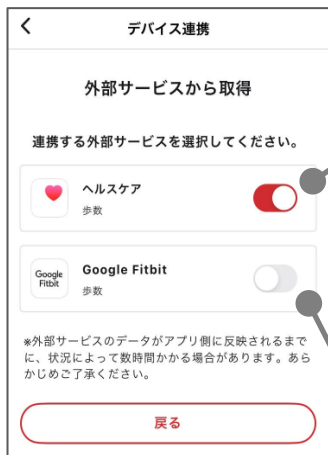 デバイス連携
外部サービスから取得
連携する外部サービスを選択してください。
ヘルスケア
歩数
Google
Fitbit
Google Fitbit
歩数
※外部サービスのデータがアプリ側に反映されるまで
に、状況によって数時間かかる場合があります。あら
かじめご了承ください。
戻る